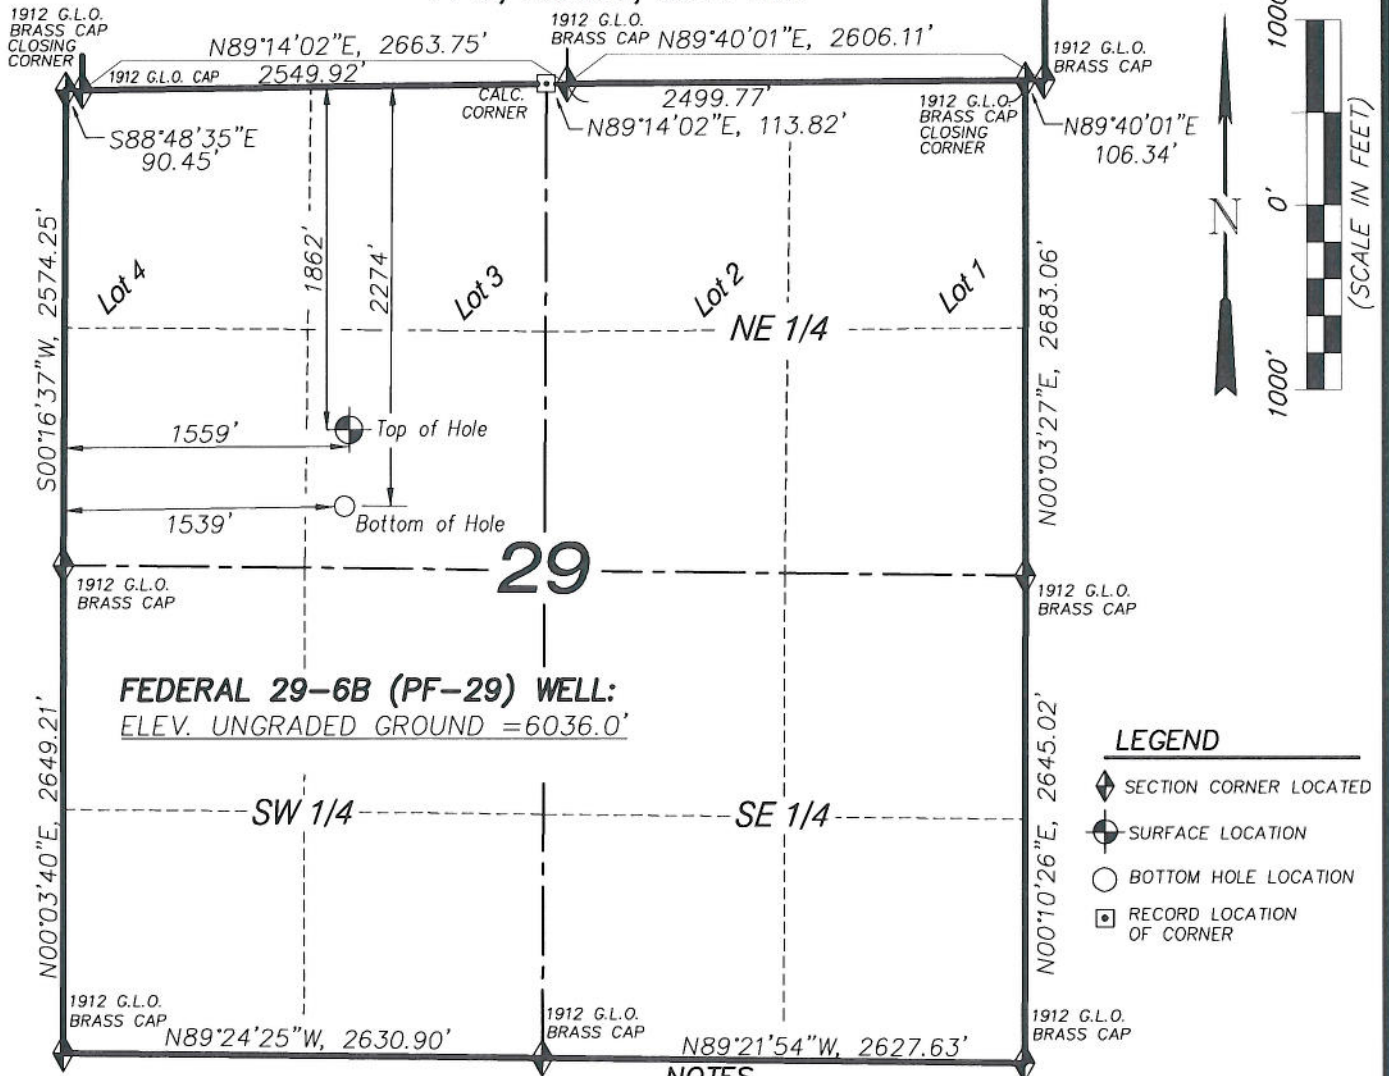 1912 G.L.O.
BRASS CAP
CLOSING
CORNER
N89°14'02"E, 2663.75'
1912 G.L.O.
BRASS CAP
N89°40'01"E, 2606.11'
1912 G.L.O.
BRASS CAP
1912 G.L.O. CAP
2549.92'
CALC.
CORNER
2499.77'
N89°14'02"E, 113.82'
1912 G.L.O.
BRASS CAP
CLOSING
CORNER
N89°40'01"E
106.34'
S88°48'35"E
90.45'
1000'
0'
1000'
(SCALE IN FEET)
N
S00°16'37"W, 2574.25'
Lot 4
1862'
2274'
Lot 3
Lot 2
Lot 1
N00°03'27"E, 2683.06'
NE 1/4
1559'
Top of Hole
1539'
Bottom of Hole
29
1912 G.L.O.
BRASS CAP
1912 G.L.O.
BRASS CAP
FEDERAL 29-6B (PF-29) WELL:
ELEV. UNGRADED GROUND =6036.0'
N00°03'40"E, 2649.21'
SW 1/4
SE 1/4
N00°10'26"E, 2645.02'
LEGEND
SECTION CORNER LOCATED
SURFACE LOCATION
BOTTOM HOLE LOCATION
RECORD LOCATION
OF CORNER
1912 G.L.O.
BRASS CAP
N89°24'25"W, 2630.90'
1912 G.L.O.
BRASS CAP
N89°21'54"W, 2627.63'
1912 G.L.O.
BRASS CAP
NOTES